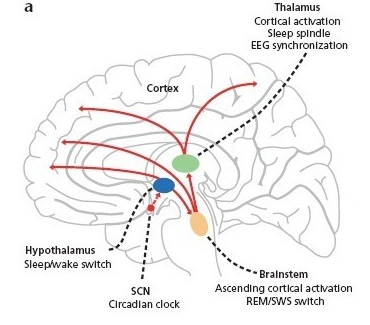 a
Thalamus
Cortical activation
Sleep spindle
EEG synchronization
Cortex
Hypothalamus
Sleep/wake switch
SCN
Circadian clock
Brainstem
Ascending cortical activation
REM/SWS switch